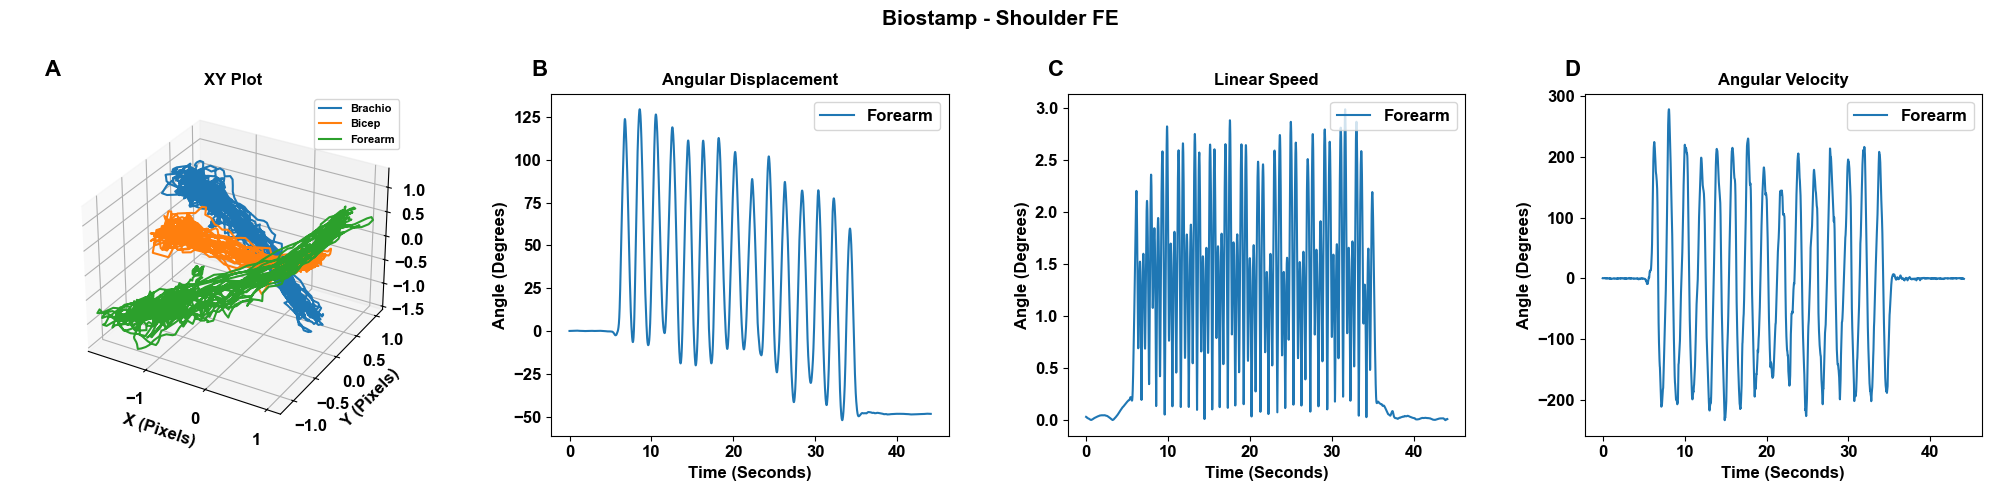 Biostamp - Shoulder FE
A
XY Plot
Brachio
Bicep
Forearm
1.0
0.5
0.0
−0.5
−1.0
−1.5
1.0
0.5
0.0
−0.5
−1.0
Y (Pixels)
−1
0
1
X (Pixels)
B
Angular Displacement
Forearm
125
100
75
50
25
0
−25
−50
Angle (Degrees)
0 10 20 30 40
Time (Seconds)
C
Linear Speed
Forearm
3.0
2.5
2.0
1.5
1.0
0.5
0.0
Angle (Degrees)
0 10 20 30 40
Time (Seconds)
D
Angular Velocity
Forearm
300
200
100
0
−100
−200
Angle (Degrees)
0 10 20 30 40
Time (Seconds)